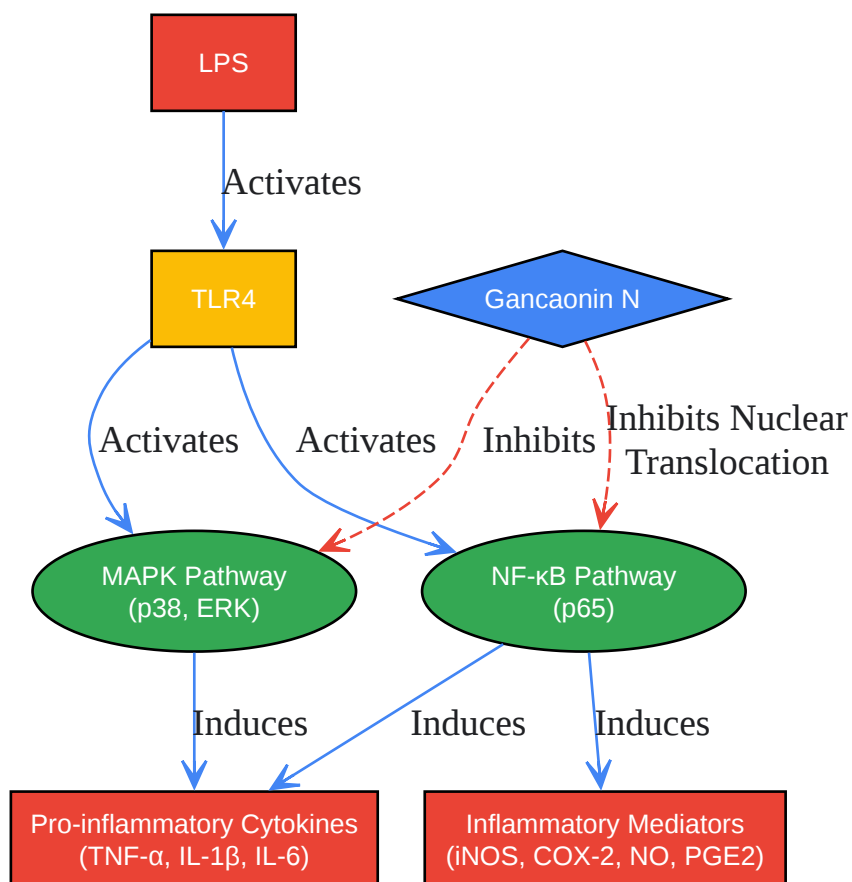 LPS
Activates
TLR4
Gancaonin N
Activates
Activates
Inhibits
Inhibits Nuclear
Translocation
MAPK Pathway
(p38, ERK)
NF-κB Pathway
(p65)
Induces
Induces
Induces
Pro-inflammatory Cytokines
(TNF-α, IL-1β, IL-6)
Inflammatory Mediators
(iNOS, COX-2, NO, PGE2)